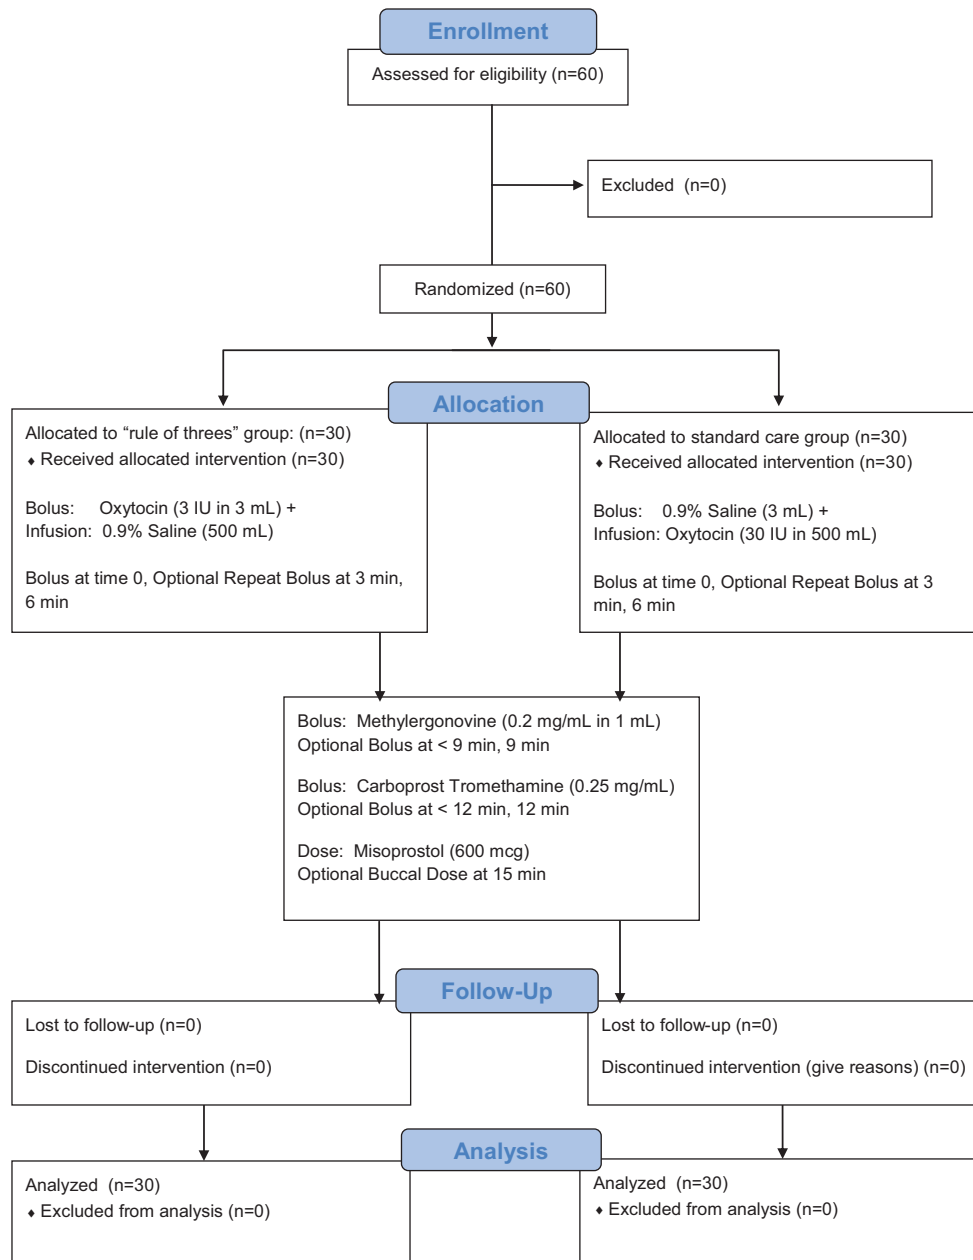 Enrollment
Assessed for eligibility (n=60)
Excluded (n=0)
Randomized (n=60)
Allocation
Allocated to “rule of threes” group: (n=30)
♦ Received allocated intervention (n=30)
Bolus: Oxytocin (3 IU in 3 mL) +
Infusion: 0.9% Saline (500 mL)
Bolus at time 0, Optional Repeat Bolus at 3 min,
6 min
Allocated to standard care group (n=30)
♦ Received allocated intervention (n=30)
Bolus: 0.9% Saline (3 mL) +
Infusion: Oxytocin (30 IU in 500 mL)
Bolus at time 0, Optional Repeat Bolus at 3
min, 6 min
Bolus: Methylergonovine (0.2 mg/mL in 1 mL)
Optional Bolus at < 9 min, 9 min
Bolus: Carboprost Tromethamine (0.25 mg/mL)
Optional Bolus at < 12 min, 12 min
Dose: Misoprostol (600 mcg)
Optional Buccal Dose at 15 min
Follow-Up
Lost to follow-up (n=0)
Discontinued intervention (n=0)
Lost to follow-up (n=0)
Discontinued intervention (give reasons) (n=0)
Analysis
Analyzed (n=30)
♦ Excluded from analysis (n=0)
Analyzed (n=30)
♦ Excluded from analysis (n=0)